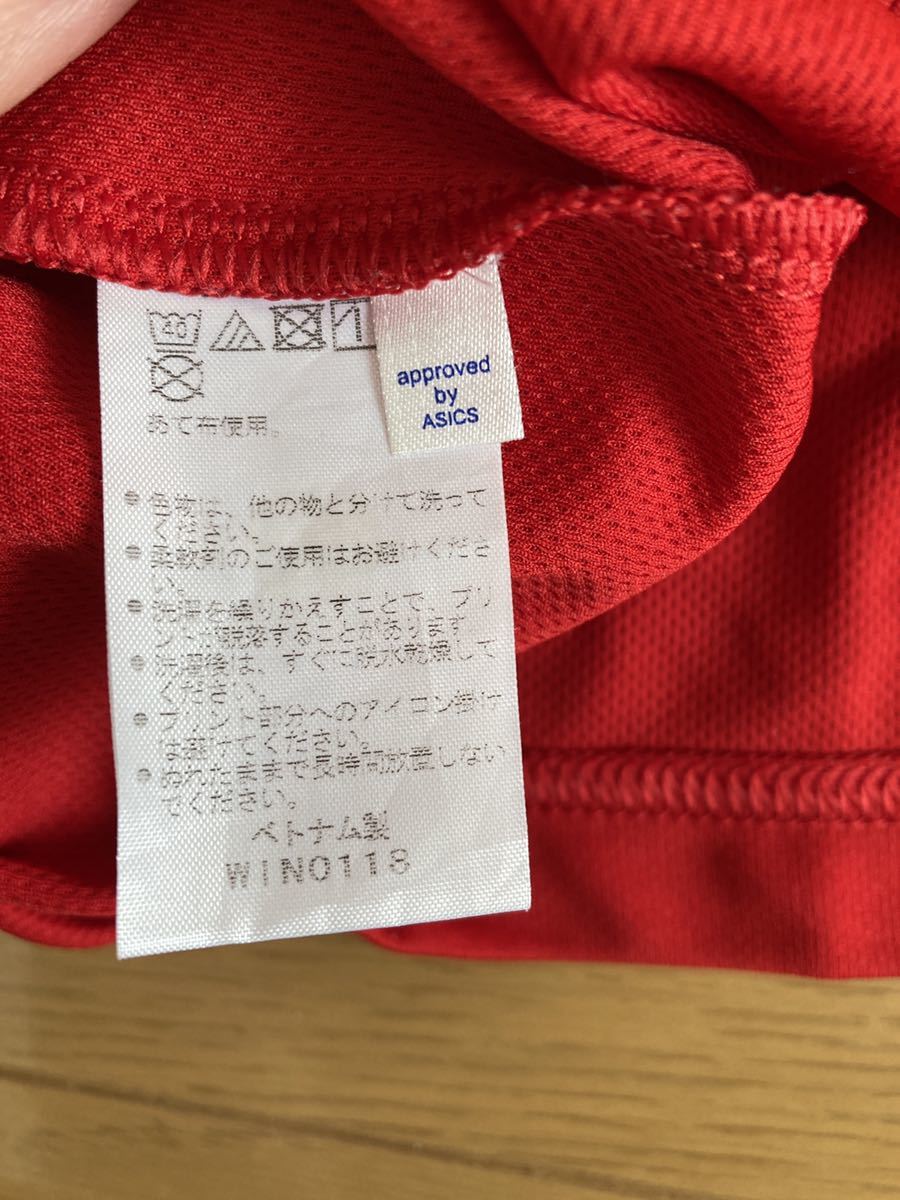 approved
by
ASICS
あて布使用。
● 色物は、他の物と分けて洗って
ください。
● 柔軟剤のご使用はお避けくださ
い。
● 洗濯を繰りかえすことで、プリ
ントが脱落することがあります
● 洗濯後は、すぐに脱水乾燥して
ください。
● プリント部分へのアイロン掛け
は避けてください。
● ぬれたままで長時間放置しない
でください。
ベトナム製
WIN0118